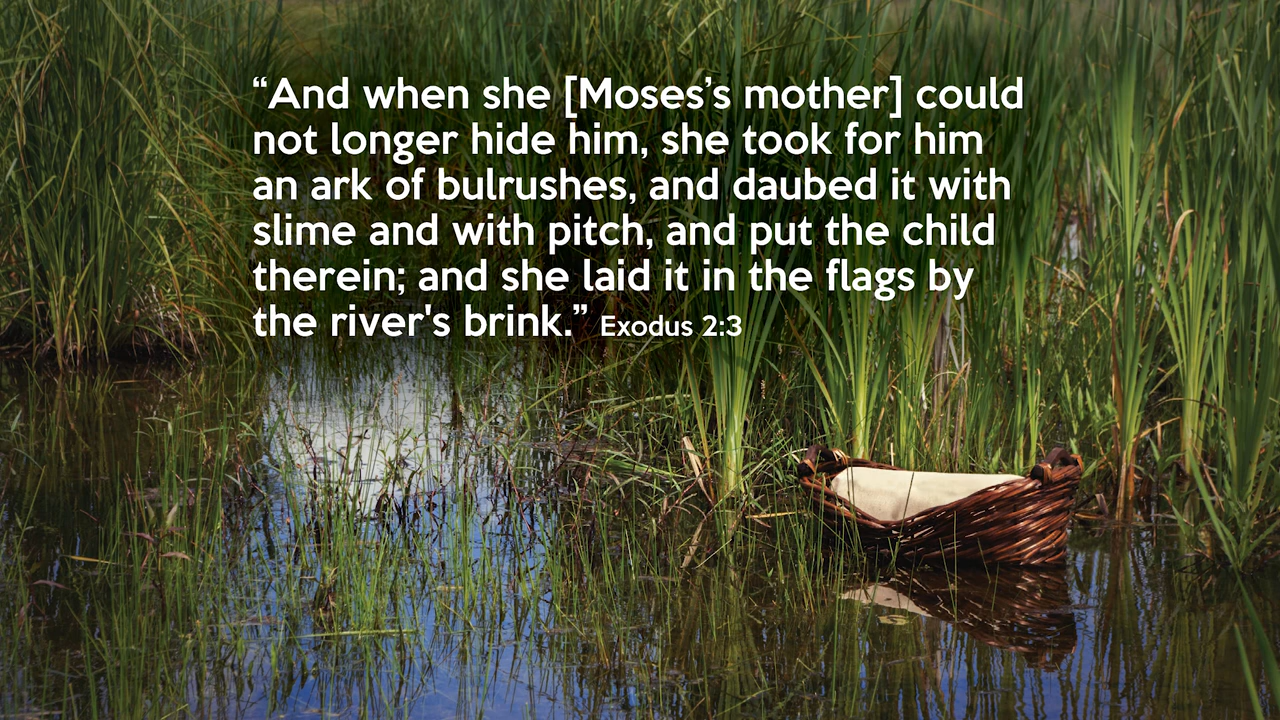 “And when she [Moses’s mother] could
not longer hide him, she took for him
an ark of bulrushes, and daubed it with
slime and with pitch, and put the child
therein; and she laid it in the flags by
the river's brink.” Exodus 2:3